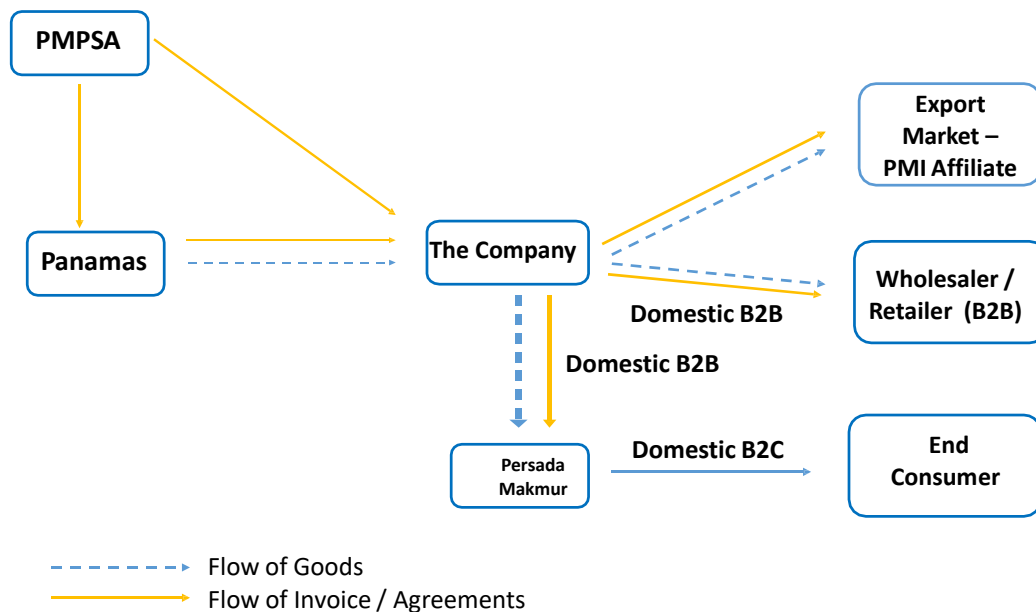 PMPSA
Export
Market –
PMI Affiliate
Panamas
The Company
Wholesaler /
Retailer (B2B)
Domestic B2B
Domestic B2B
Persada
Makmur
Domestic B2C
End
Consumer
Flow of Goods
Flow of Invoice / Agreements